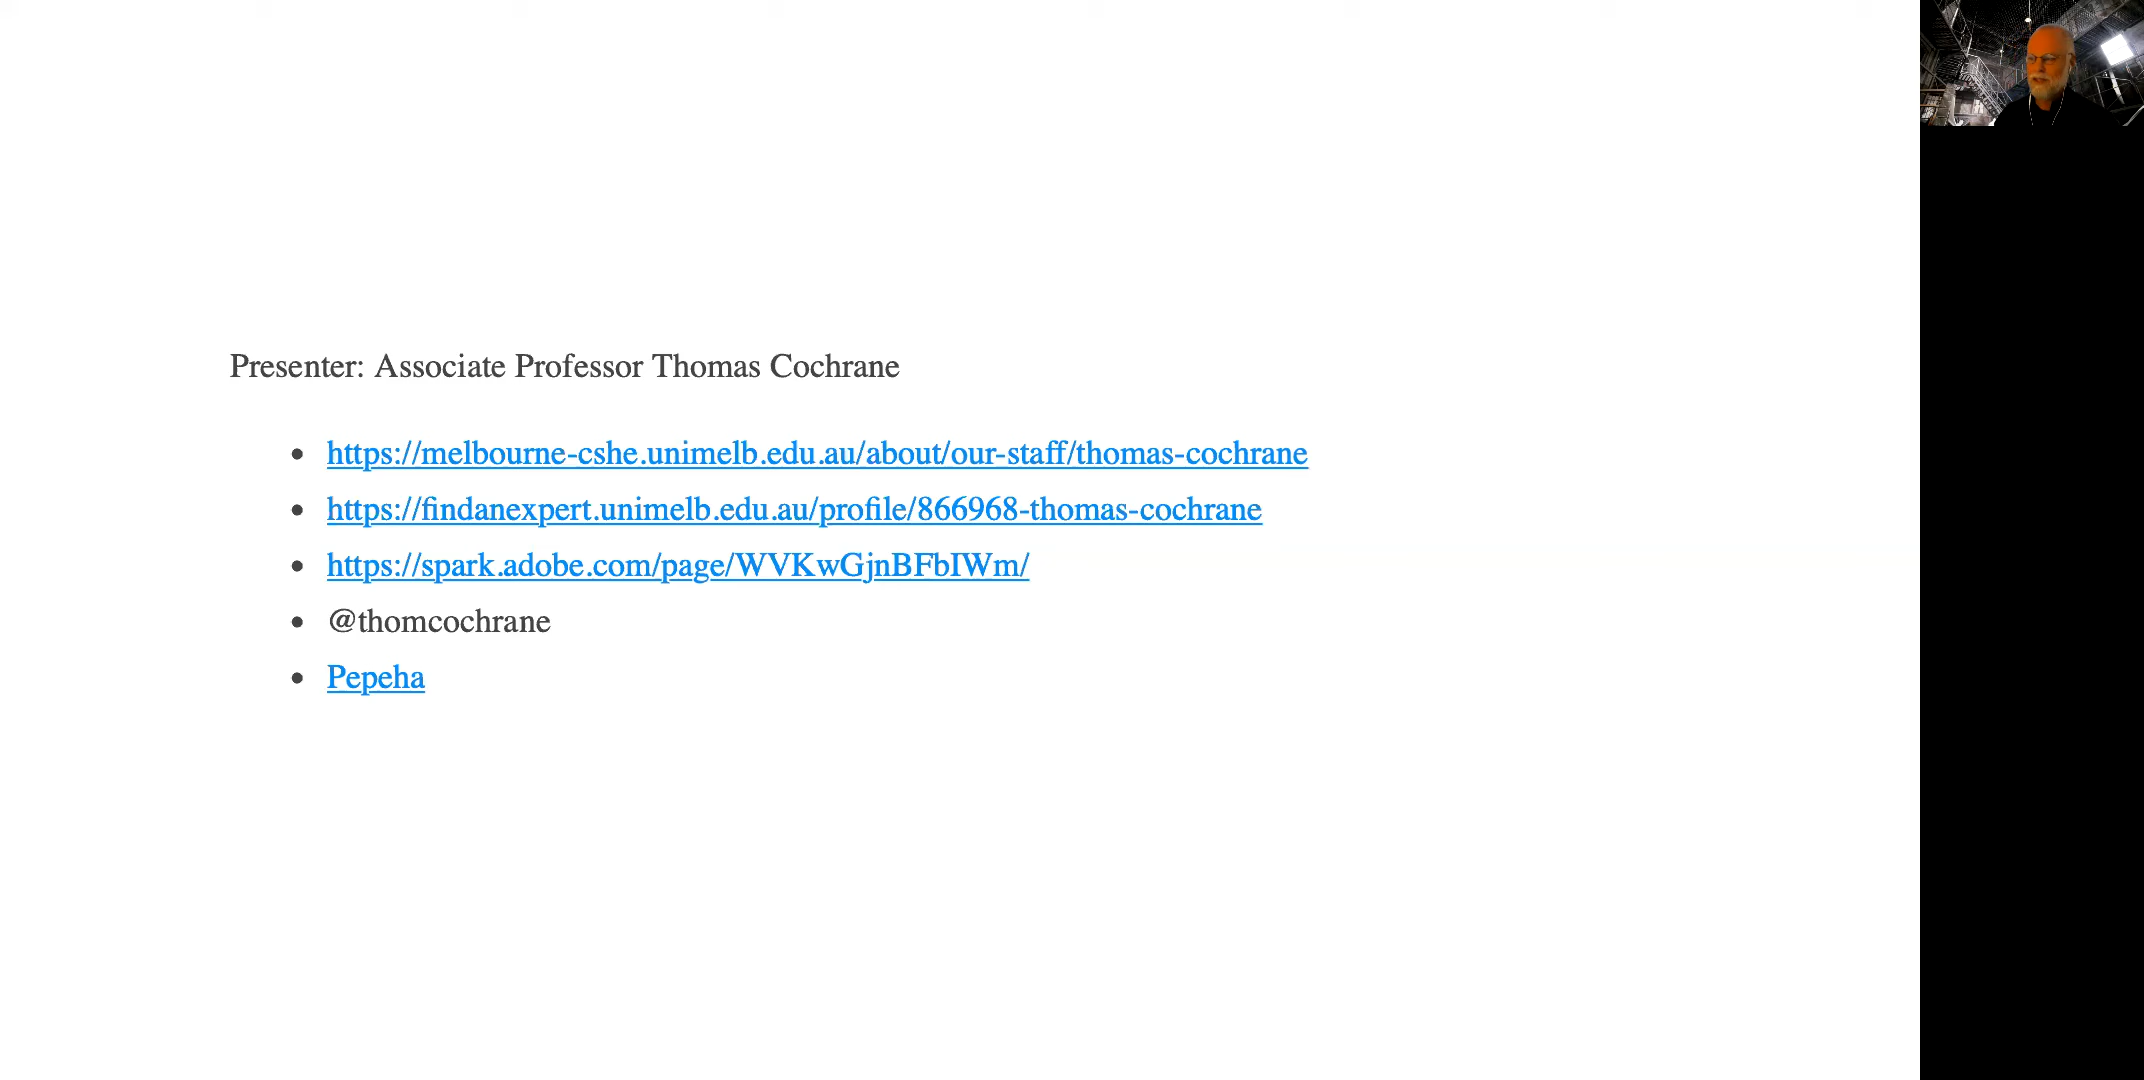 Presenter: Associate Professor Thomas Cochrane
https://melbourne-cshe.unimelb.edu.au/about/our-staff/thomas-cochrane
https://findanexpert.unimelb.edu.au/profile/866968-thomas-cochrane
https://spark.adobe.com/page/WVKwGjnBFbIWm/
@thomcochrane
Pepeha